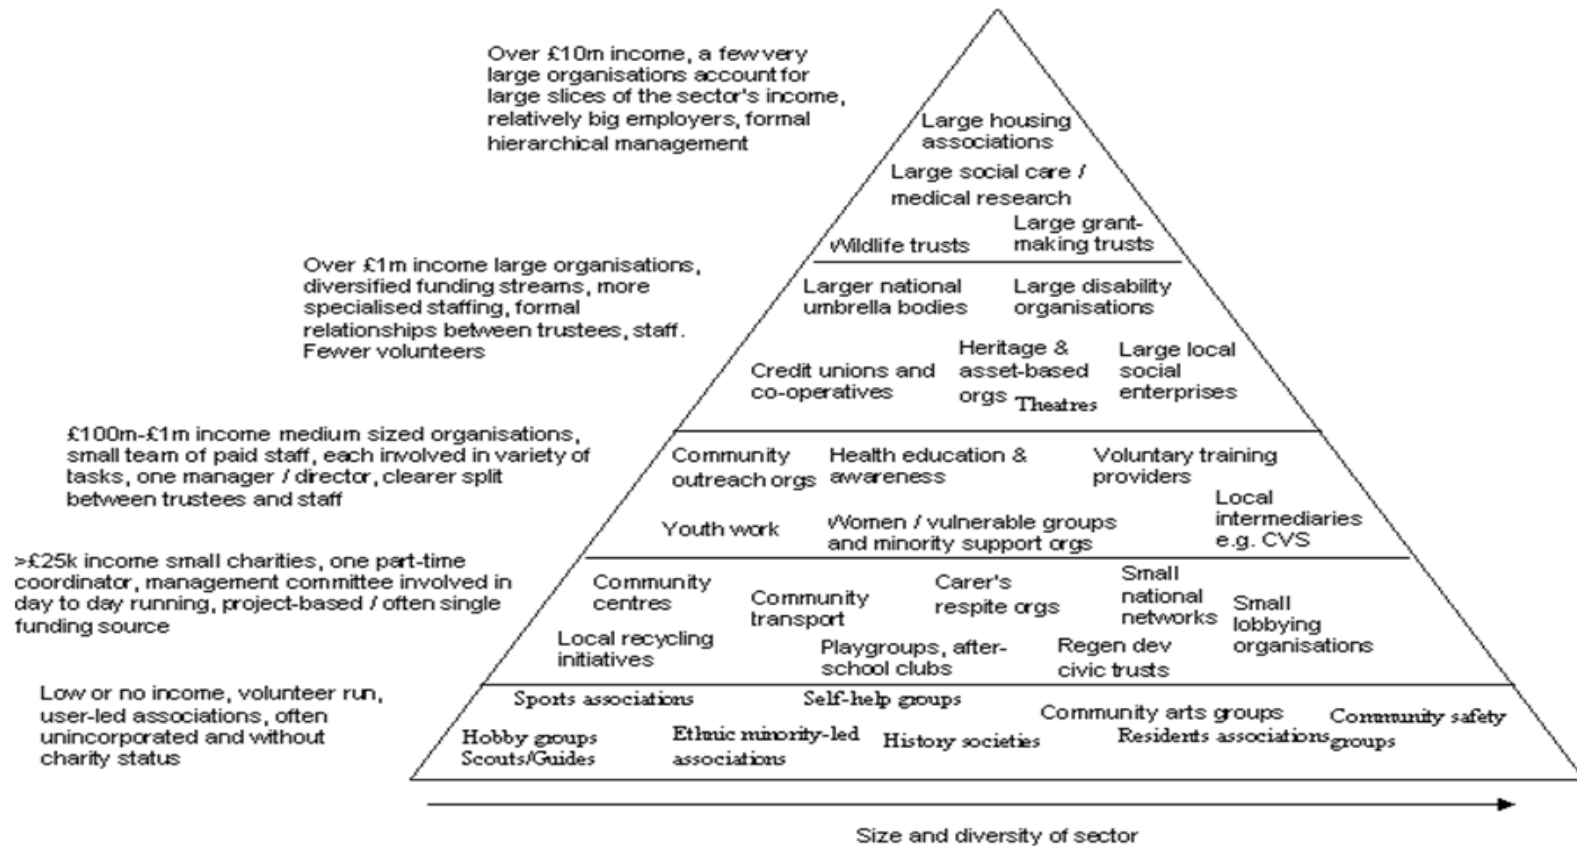 Over £10m income, a few very
large organisations account for
large slices of the sector's income,
relatively big employers, formal
hierarchical management
Large housing
associations
Large social care /
medical research
Wildlife trusts
Large grant-
making trusts
Over £1m income large organisations,
diversified funding streams, more
specialised staffing, formal
relationships between trustees, staff.
Fewer volunteers
Larger national
umbrella bodies
Large disability
organisations
Credit unions and
co-operatives
Heritage &
asset-based
orgs
Theatres
Large local
social
enterprises
£100m-£1m income medium sized organisations,
small team of paid staff, each involved in variety of
tasks, one manager / director, clearer split
between trustees and staff
Community
outreach orgs
Health education &
awareness
Voluntary training
providers
Youth work
Women / vulnerable groups
and minority support orgs
Local
intermediaries
e.g. CVS
>£25k income small charities, one part-time
coordinator, management committee involved in
day to day running, project-based / often single
funding source
Community
centres
Community
transport
Carer's
respite orgs
Small
national
networks
Small
lobbying
organisations
Local recycling
initiatives
Playgroups, after-
school clubs
Regen dev
civic trusts
Low or no income, volunteer run,
user-led associations, often
unincorporated and without
charity status
Sports associations
Self-help groups
Hobby groups
Scouts/Guides
Ethnic minority-led
associations
History societies
Community arts groups
Residents associations
Community safety
groups
Size and diversity of sector